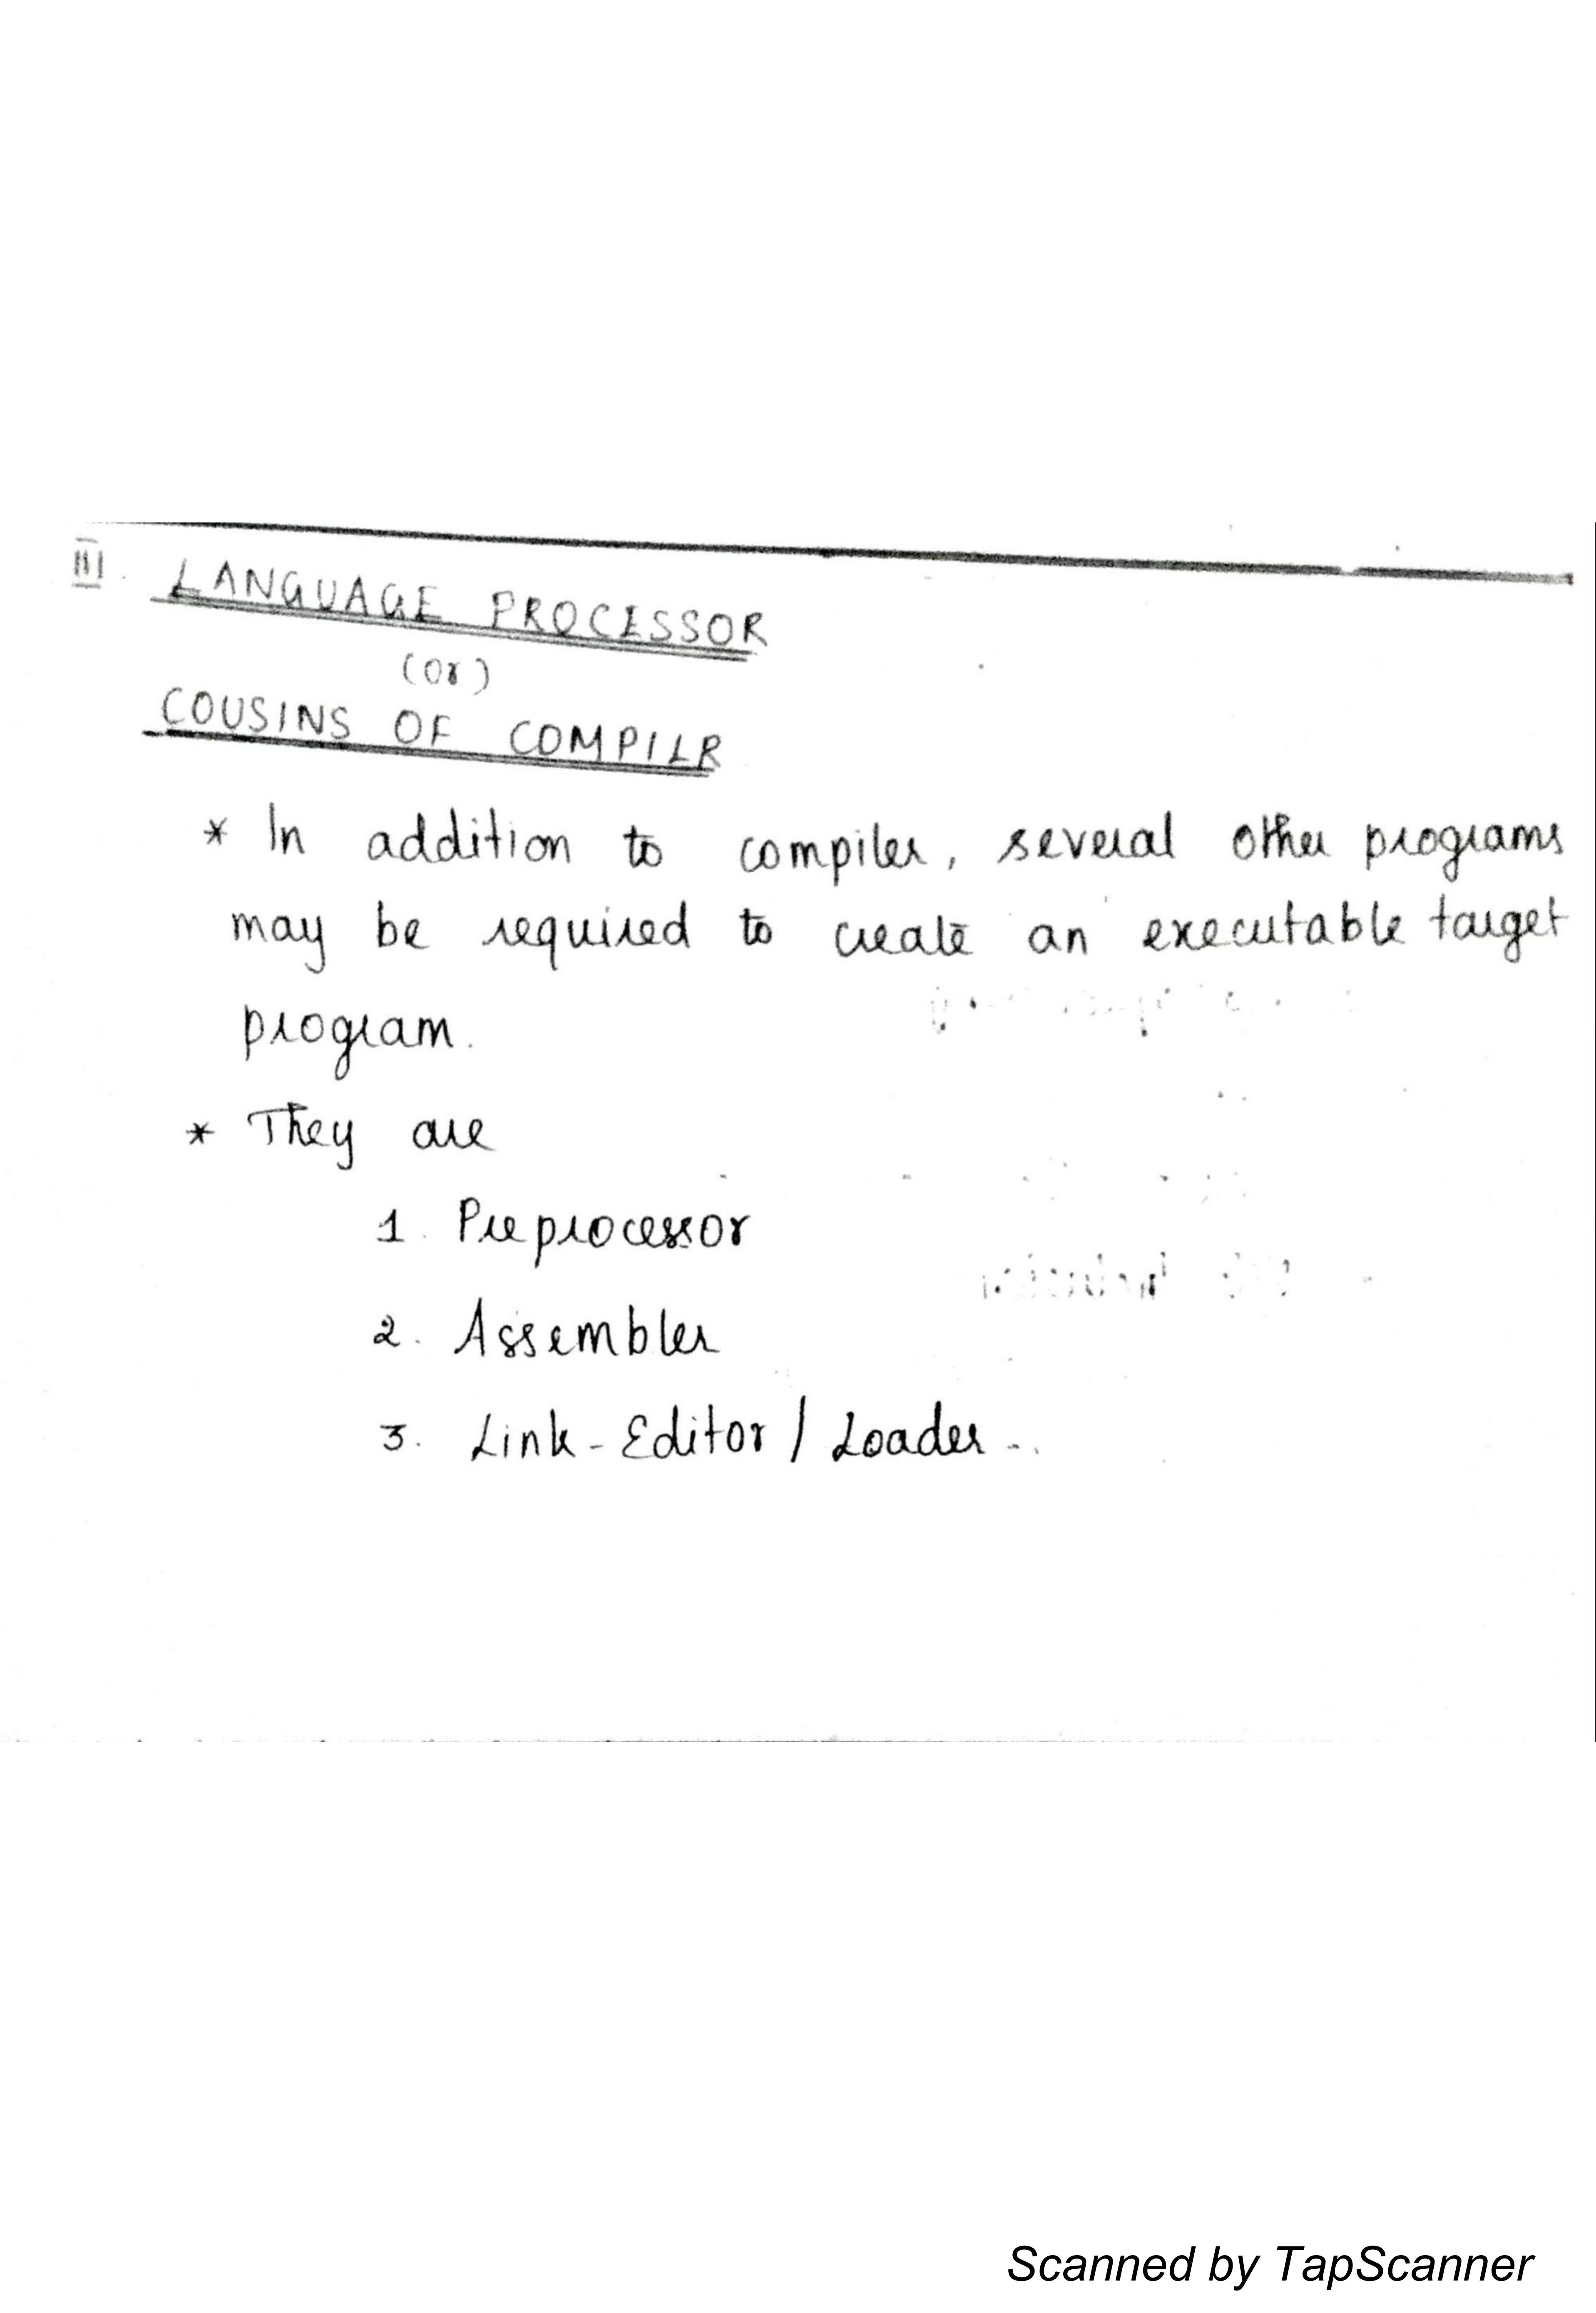 III. LANGUAGE PROCESSOR
(or)
COUSINS OF COMPILR
* In addition to compiler, several other programs
may be required to create an executable target
program.
* They are
1. Preprocessor
2. Assembler
3. Link-Editor / Loader
Scanned by TapScanner